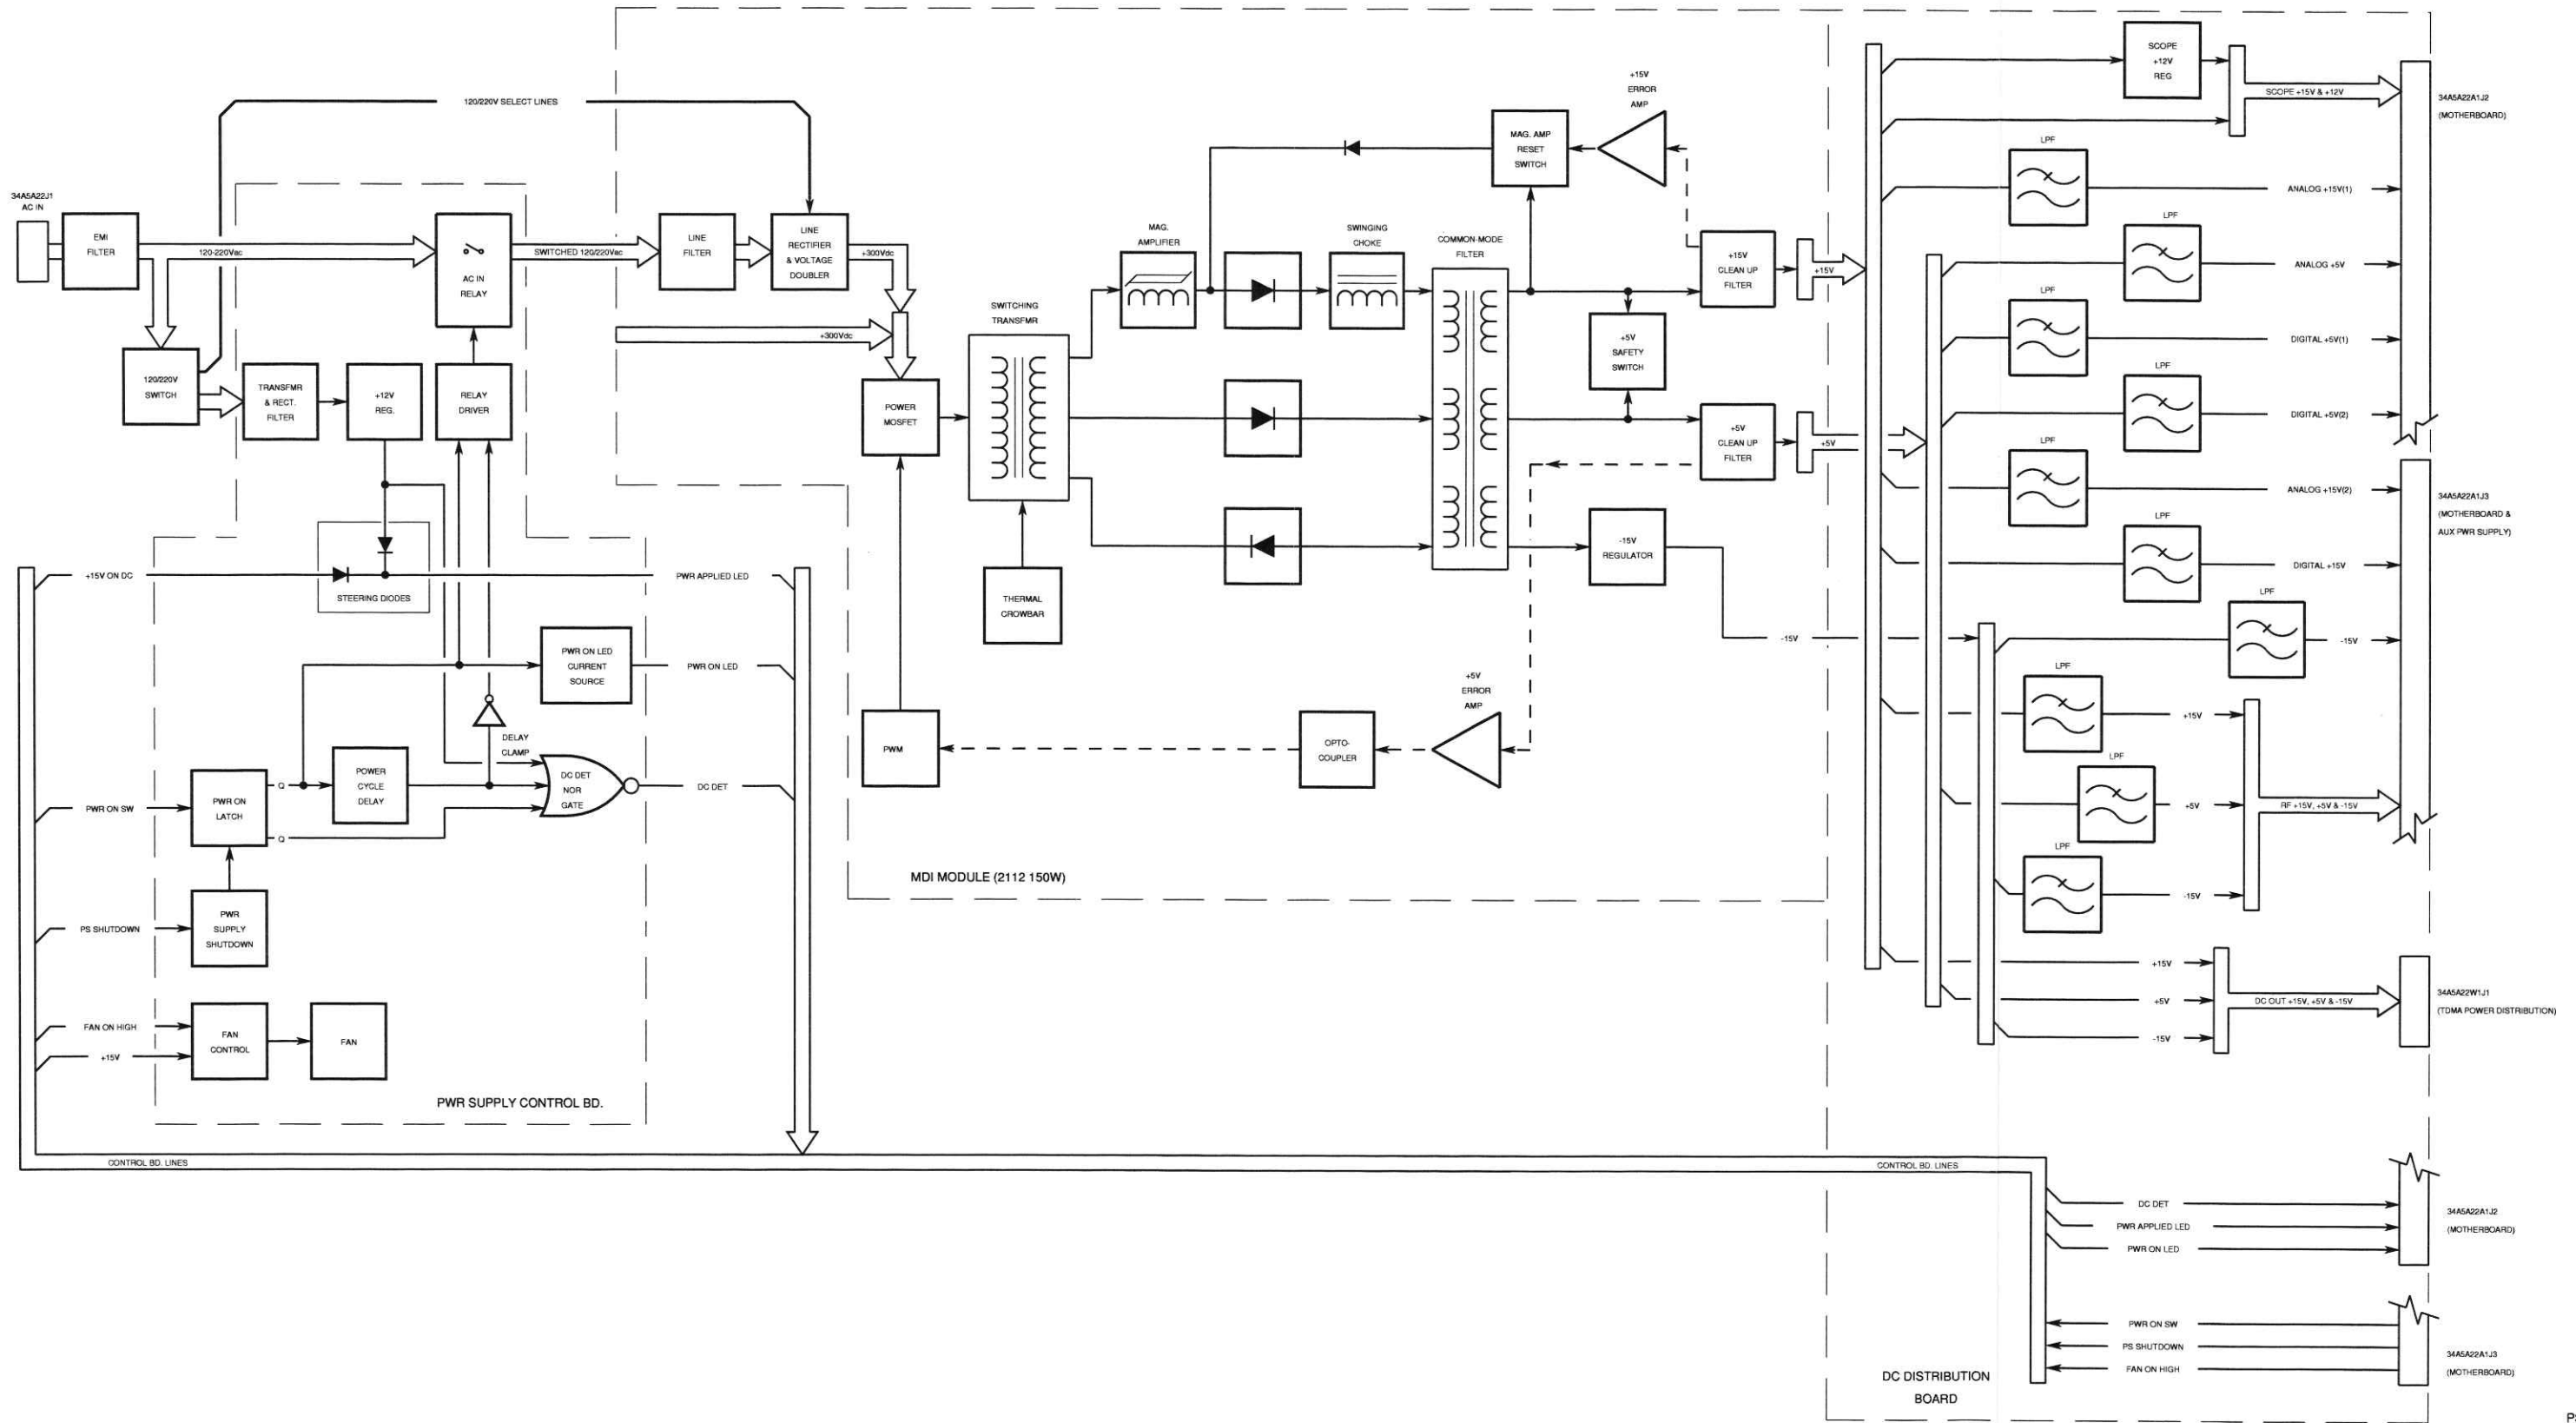 120/220V SELECT LINES
34A5A22J1
AC IN
EMI
FILTER
120-220Vac
120/220V
SWITCH
TRANSFMR
& RECT.
FILTER
+12V
REG.
AC IN
RELAY
RELAY
DRIVER
SWITCHED 120/220Vac
LINE
FILTER
LINE
RECTIFIER
& VOLTAGE
DOUBLER
+300Vdc
+300Vdc
POWER
MOSFET
SWITCHING
TRANSFMR
THERMAL
CROWBAR
MAG.
AMPLIFIER
SWINGING
CHOKE
COMMON-MODE
FILTER
MAG. AMP
RESET
SWITCH
+15V
ERROR
AMP
+15V
CLEAN UP
FILTER
+15V
+5V
SAFETY
SWITCH
+5V
CLEAN UP
FILTER
+5V
-15V
REGULATOR
-15V
+5V
ERROR
AMP
OPTO-
COUPLER
PWM
MDI MODULE (2112 150W)
+15V ON DC
STEERING DIODES
PWR APPLIED LED
PWR ON LED
CURRENT
SOURCE
PWR ON LED
DELAY
CLAMP
DC DET
NOR
GATE
DC DET
PWR ON SW
PWR ON
LATCH
Q
Q
POWER
CYCLE
DELAY
PS SHUTDOWN
PWR
SUPPLY
SHUTDOWN
FAN ON HIGH
+15V
FAN
CONTROL
FAN
PWR SUPPLY CONTROL BD.
CONTROL BD. LINES
CONTROL BD. LINES
SCOPE
+12V
REG
SCOPE +15V & +12V
34A5A22A1J2
(MOTHERBOARD)
LPF
ANALOG +15V(1)
LPF
ANALOG +5V
LPF
DIGITAL +5V(1)
LPF
DIGITAL +5V(2)
LPF
ANALOG +15V(2)
34A5A22A1J3
(MOTHERBOARD &
AUX PWR SUPPLY)
LPF
DIGITAL +15V
LPF
-15V
LPF
+15V
LPF
+5V
RF +15V, +5V & -15V
LPF
-15V
+15V
+5V
DC OUT +15V, +5V & -15V
-15V
34A5A22W1J1
(TDMA POWER DISTRIBUTION)
DC DET
PWR APPLIED LED
PWR ON LED
34A5A22A1J2
(MOTHERBOARD)
PWR ON SW
PS SHUTDOWN
FAN ON HIGH
34A5A22A1J3
(MOTHERBOARD)
DC DISTRIBUTION
BOARD